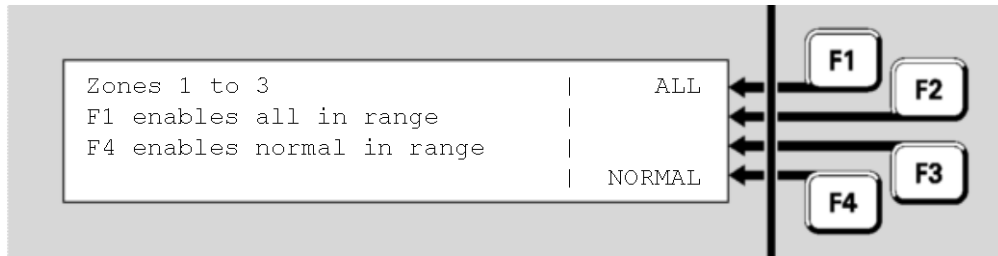 Zones 1 to 3 | ALL
F1 enables all in range |
F4 enables normal in range |
| NORMAL
F1
F2
F3
F4